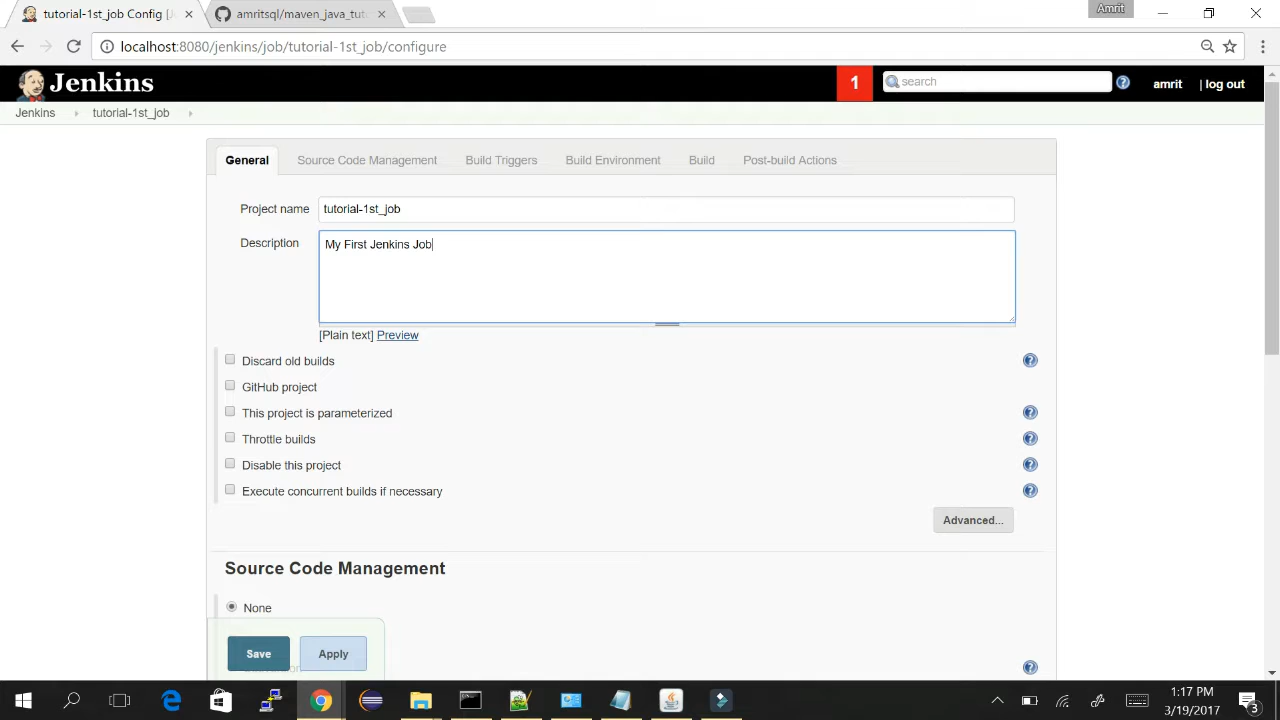 tutorial-1st_job Config [J
amritsql/maven_java_tut
Amrit
localhost:8080/jenkins/job/tutorial-1st_job/configure
Jenkins
1
search
amrit
| log out
Jenkins
tutorial-1st_job
General
Source Code Management
Build Triggers
Build Environment
Build
Post-build Actions
Project name
tutorial-1st_job
Description
My First Jenkins Job
[Plain text] Preview
Discard old builds
GitHub project
This project is parameterized
Throttle builds
Disable this project
Execute concurrent builds if necessary
Advanced...
Source Code Management
None
Save
Apply
1:17 PM
3/19/2017
3